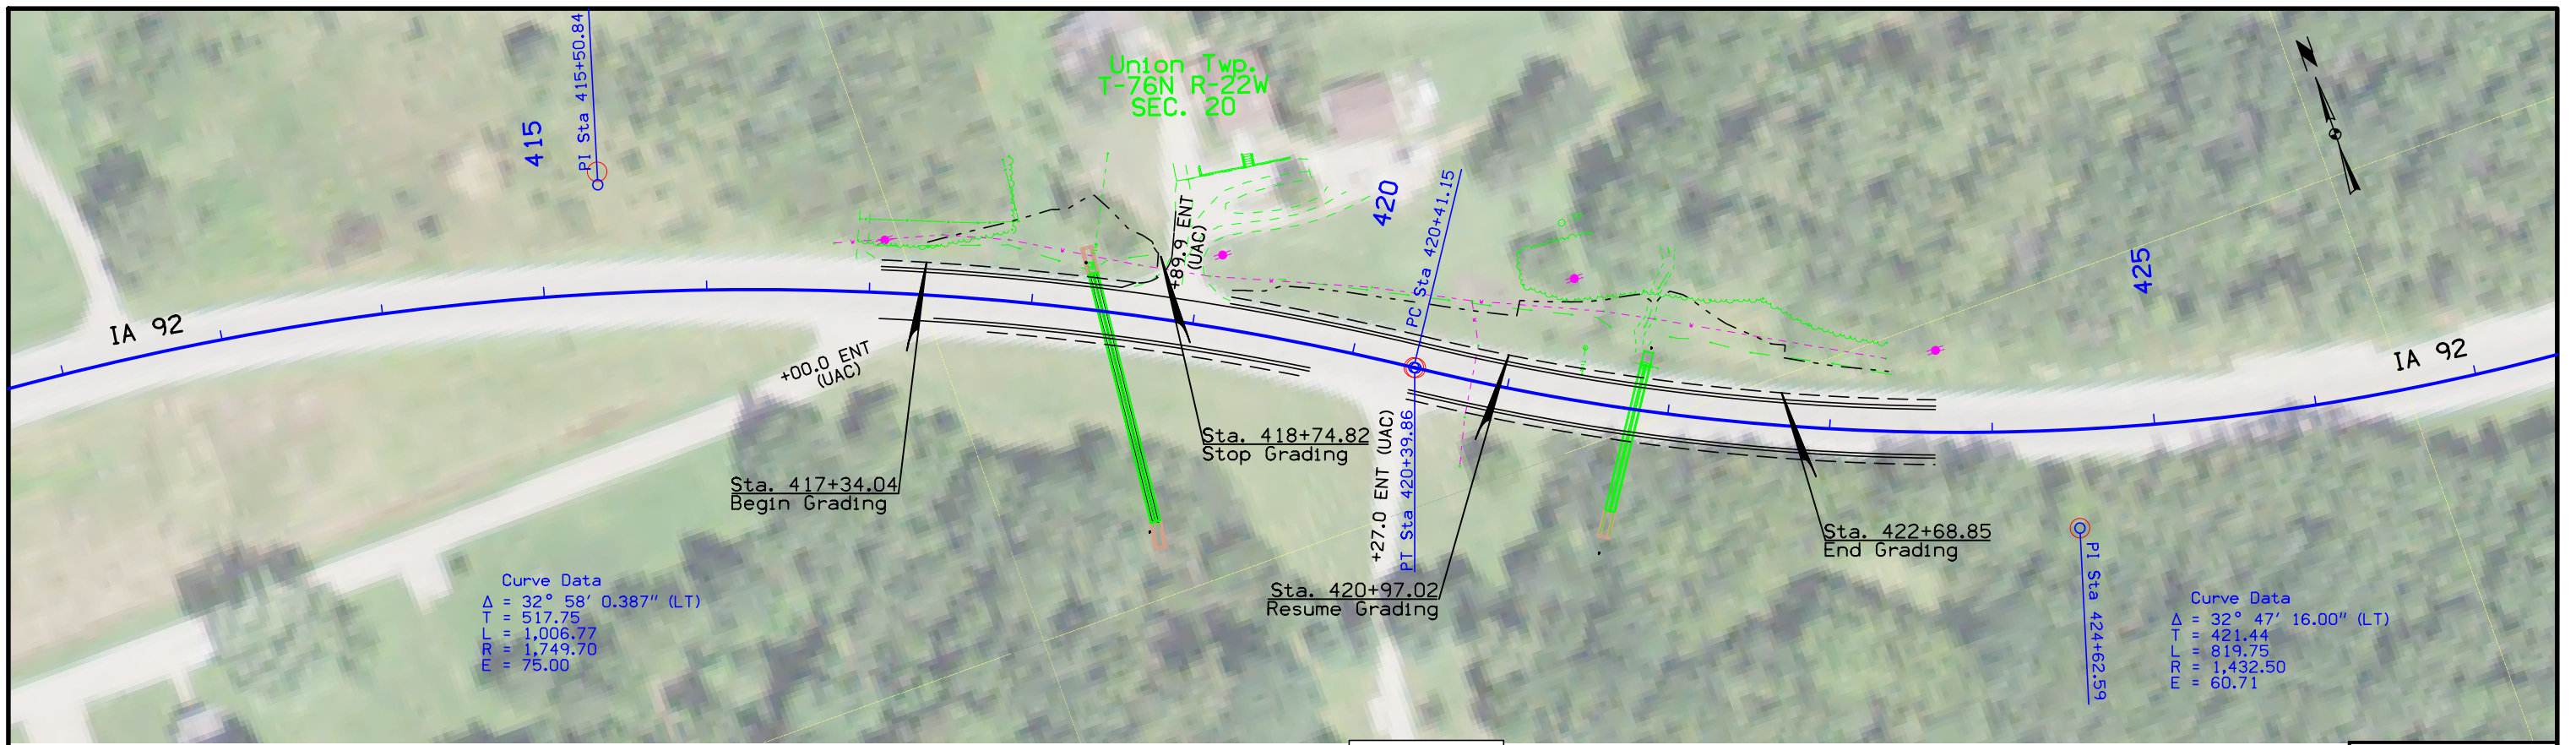 PI Sta 415+50.84
415
Union Twp.
T-76N R-22W
SEC. 20
N
420
PC Sta 420+41.15
+89.9 ENT
(UAC)
425
IA 92
IA 92
+00.0 ENT
(UAC)
Sta. 417+34.04
Begin Grading
Sta. 418+74.82
Stop Grading
+27.0 ENT (UAC)
PT Sta 420+39.86
Sta. 420+97.02
Resume Grading
Sta. 422+68.85
End Grading
PI Sta 424+62.59
Curve Data
Δ = 32° 58' 0.387" (LT)
T = 517.75
L = 1,006.77
R = 1,749.70
E = 75.00
Curve Data
Δ = 32° 47' 16.00" (LT)
T = 421.44
L = 819.75
R = 1,432.50
E = 60.71